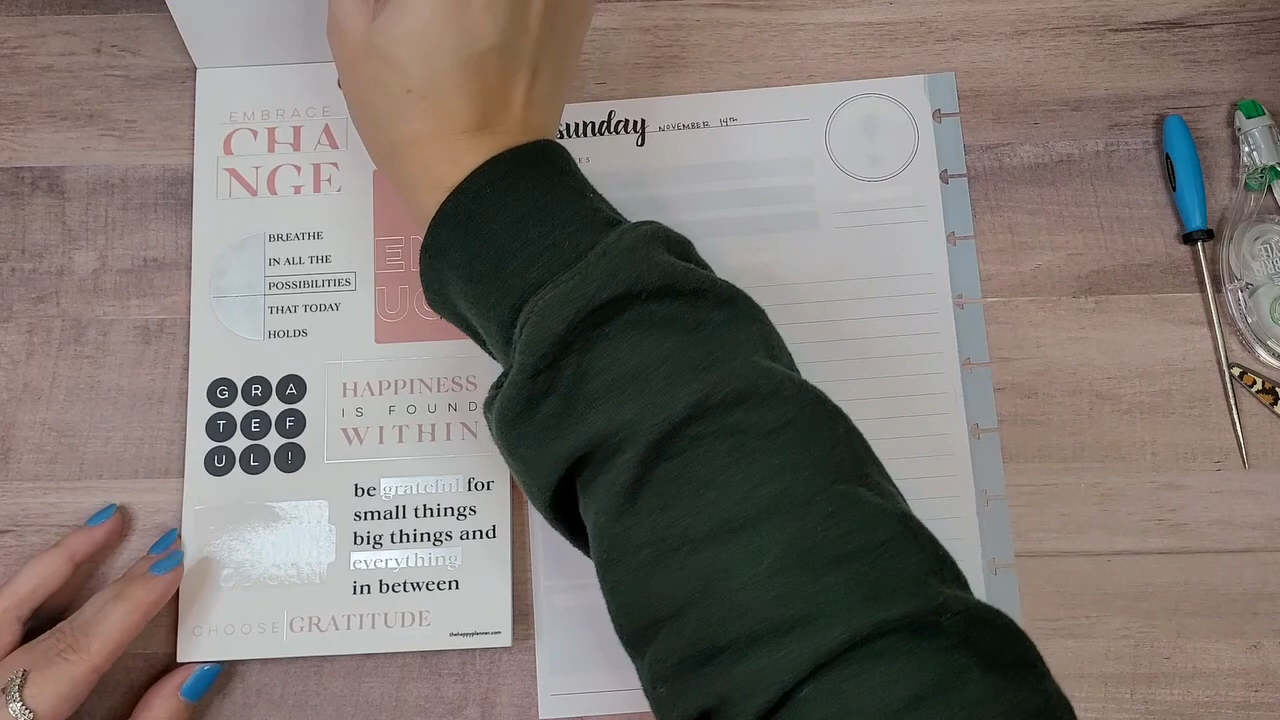 EMBRACE
CHA
NGE
BREATHE
IN ALL THE
POSSIBILITIES
THAT TODAY
HOLDS
EN
G R A
T E F
U L !
HAPPINESS
IS FOUND
WITHIN
be grateful for
small things
big things and
everything
in between
CHOOSE GRATITUDE
thehappyplanner.com
sunday NOVEMBER 14TH